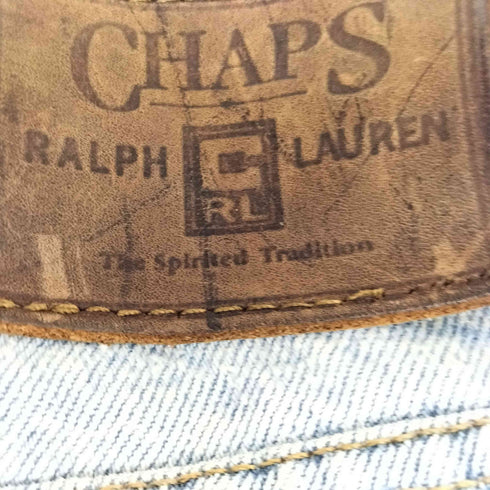 CHAPS
RALPH LAUREN
C
RL
The Spirited Tradition